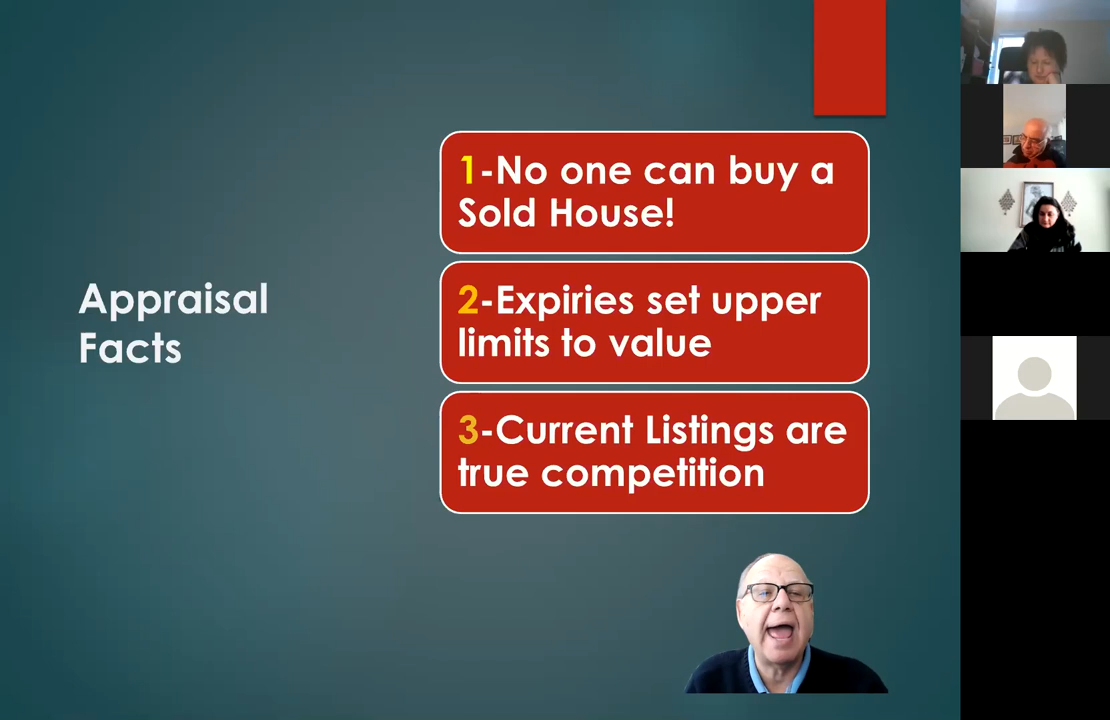 Appraisal
Facts
1-No one can buy a
Sold House!
2-Expiries set upper
limits to value
3-Current Listings are
true competition